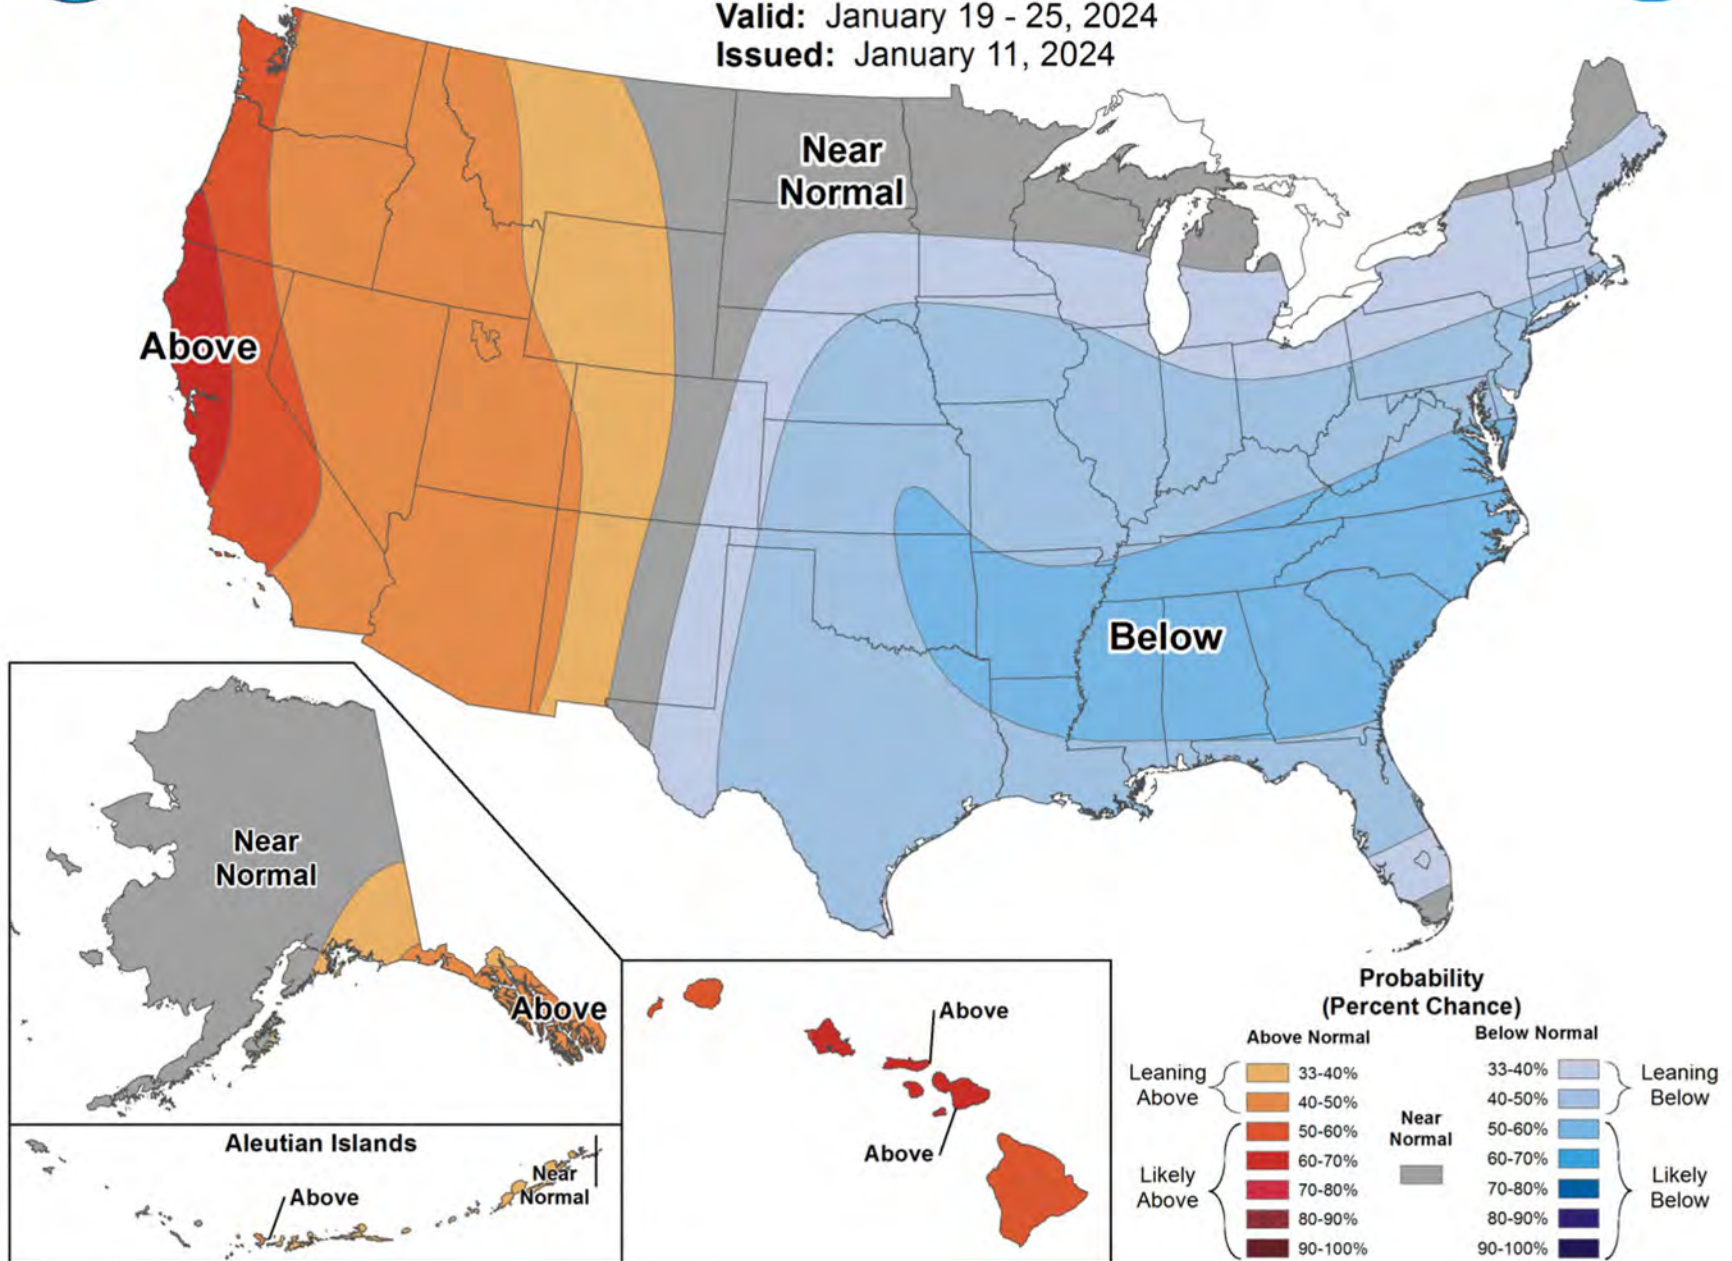 Valid: January 19 - 25, 2024
Issued: January 11, 2024
Near
Normal
Above
Below
Near
Normal
Above
Aleutian Islands
Above
Near
Normal
Above
Above
Probability
(Percent Chance)
Above Normal
Below Normal
Leaning
Above
33-40%
40-50%
Likely
Above
50-60%
60-70%
70-80%
80-90%
90-100%
Near
Normal
33-40%
40-50%
Leaning
Below
50-60%
60-70%
70-80%
80-90%
90-100%
Likely
Below